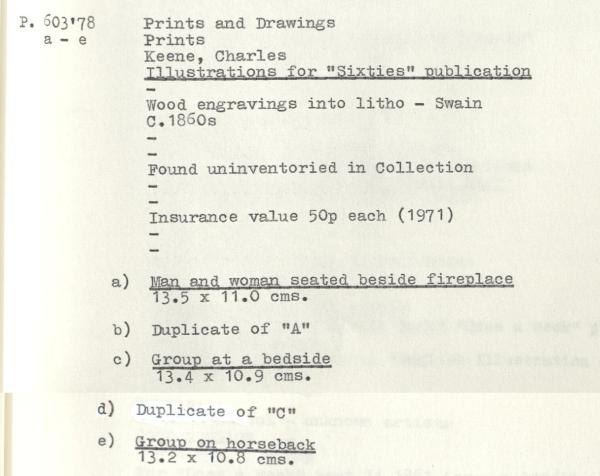 P. 603'78 Prints and Drawings
a - e Prints
Keene, Charles
Illustrations for "Sixties" publication
-
Wood engravings into litho - Swain
C.1860s
-
-
Found uninventoried in Collection
-
-
Insurance value 50p each (1971)
-
-
a) Man and woman seated beside fireplace
13.5 x 11.0 cms.
b) Duplicate of "A"
c) Group at a bedside
13.4 x 10.9 cms.
d) Duplicate of "C"
e) Group on horseback
13.2 x 10.8 cms.